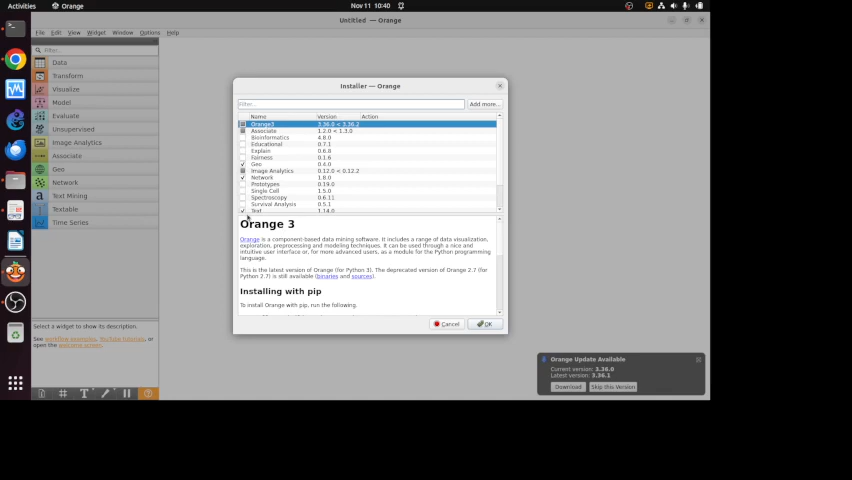 Activities
Orange
Nov 11 10:40
Untitled — Orange
File Edit View Widget Window Options Help
Filter...
Data
Transform
Visualize
Model
Evaluate
Unsupervised
Image Analytics
Associate
Geo
Network
Text Mining
Textable
Time Series
Select a widget to show its description.
See workflow examples, YouTube tutorials, or open the welcome screen.
Installer — Orange
Filter...
Add more...
Name Version Action
Orange3 3.36.0 < 3.36.2
Associate 1.2.0 < 1.3.0
Bioinformatics 4.8.0
Educational 0.7.1
Explain 0.6.8
Fairness 0.1.6
Geo 0.4.0
Image Analytics 0.12.0 < 0.12.2
Network 1.8.0
Prototypes 0.19.0
Single Cell 1.5.0
Spectroscopy 0.6.11
Survival Analysis 0.5.1
Text 1.14.0
Orange 3
Orange is a component-based data mining software. It includes a range of data visualization,
exploration, preprocessing and modeling techniques. It can be used through a nice and
intuitive user interface or, for more advanced users, as a module for the Python programming
language.
This is the latest version of Orange (for Python 3). The deprecated version of Orange 2.7 (for
Python 2.7) is still available (binaries and sources).
Installing with pip
To install Orange with pip, run the following.
Cancel
OK
Orange Update Available
Current version: 3.36.0
Latest version: 3.36.1
Download
Skip this Version